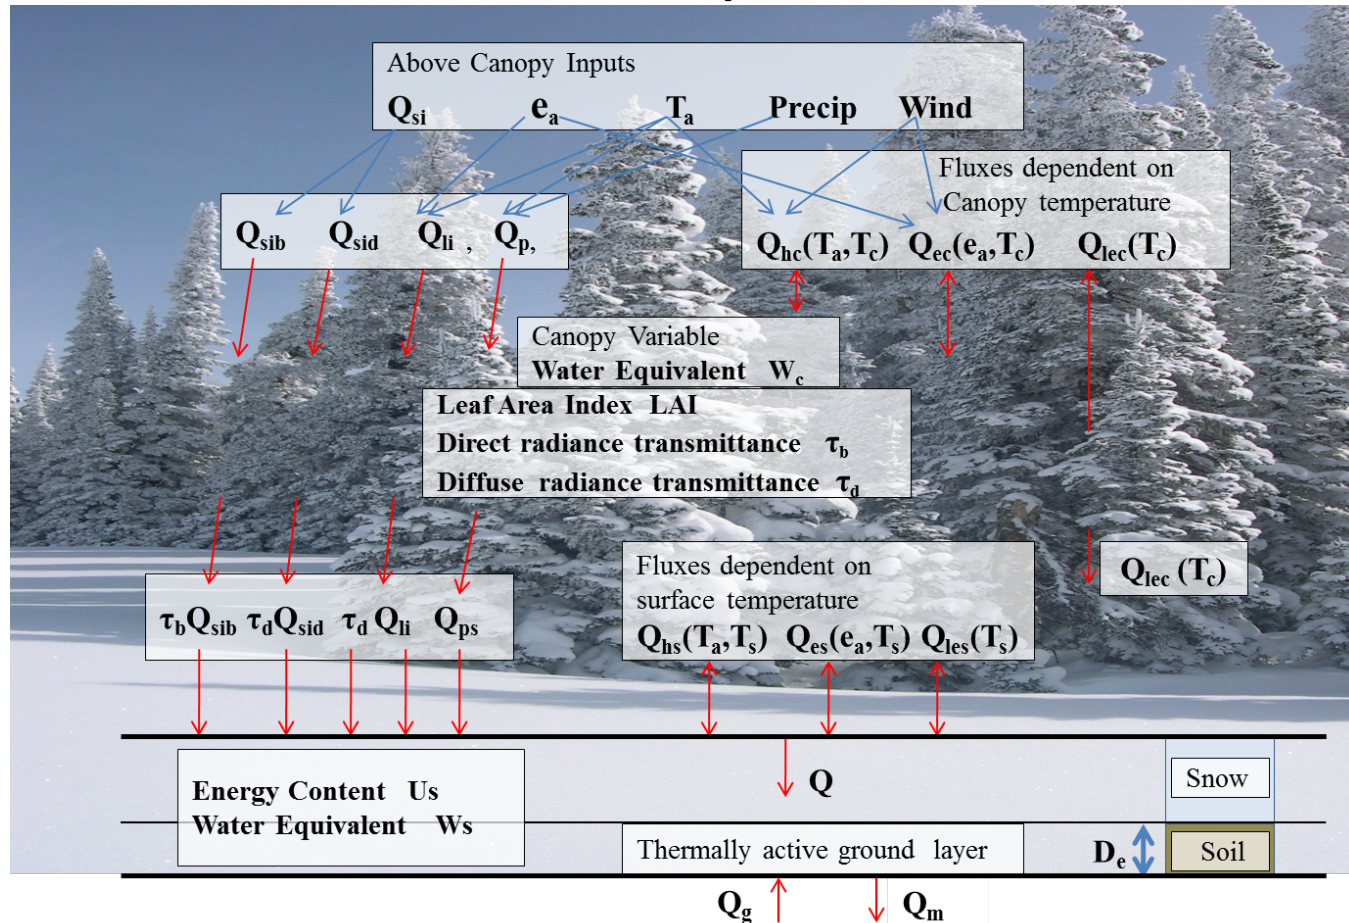 Above Canopy Inputs
Qsi ea Ta Precip Wind
Fluxes dependent on
Canopy temperature
Qsib Qsid Qli , Qp,
Qhc(Ta,Tc) Qec(ea,Tc) Qlec(Tc)
Canopy Variable
Water Equivalent Wc
Leaf Area Index LAI
Direct radiance transmittance τb
Diffuse radiance transmittance τd
Fluxes dependent on
surface temperature
Qlec (Tc)
τbQsib τdQsid τd Qli Qps
Qhs(Ta,Ts) Qes(ea,Ts) Qles(Ts)
Energy Content Us
Water Equivalent Ws
Q
Snow
Thermally active ground layer
De
Soil
Qg
Qm